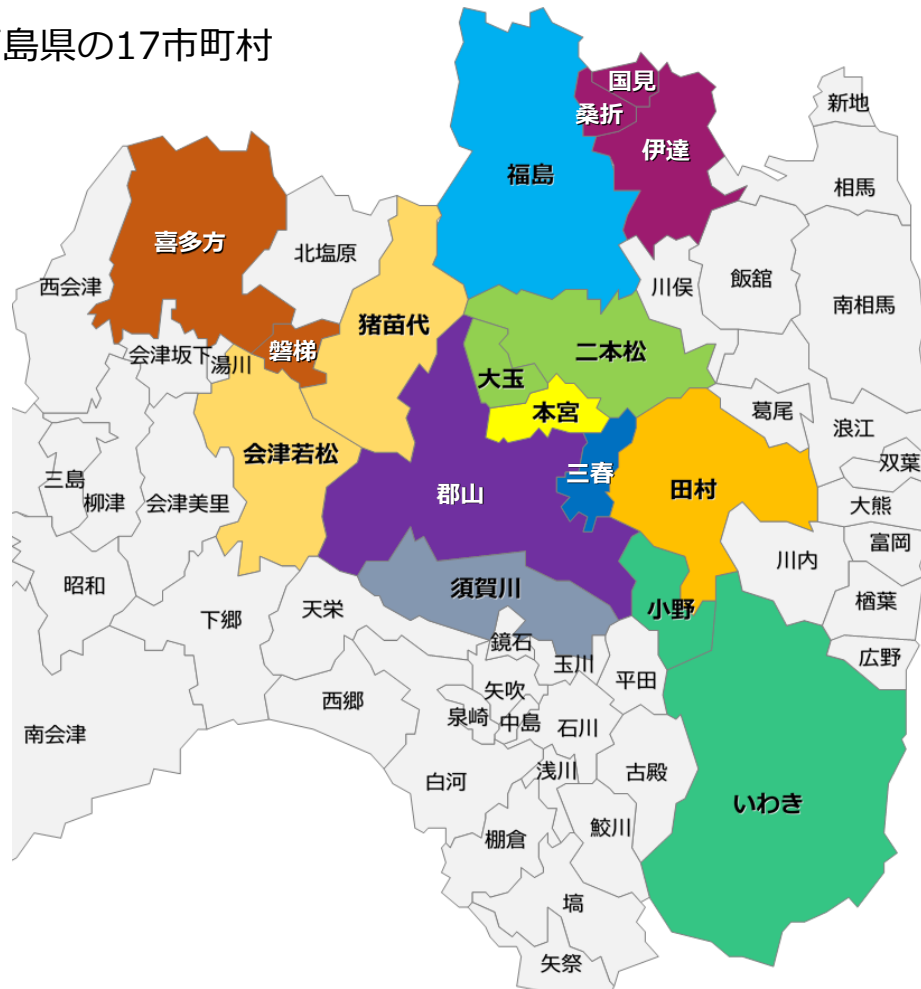 島県の17市町村
国見
新地
桑折
伊達
福島
相馬
喜多方
北塩原
西会津
川俣
飯舘
南相馬
猪苗代
会津坂下
湯川
磐梯
二本松
大玉
本宮
葛尾
浪江
会津若松
双葉
三島
柳津
会津美里
郡山
三春
田村
大熊
富岡
川内
昭和
下郷
天栄
須賀川
小野
楢葉
鏡石
玉川
平田
広野
矢吹
西郷
泉崎
中島
石川
南会津
白河
浅川
古殿
いわき
棚倉
鮫川
塙
矢祭